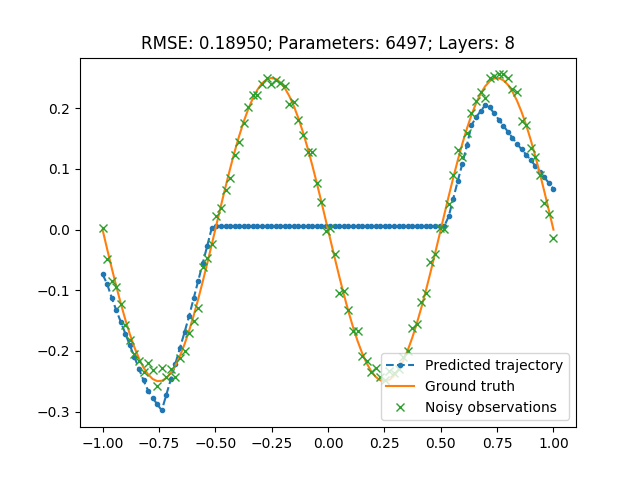 RMSE: 0.18950; Parameters: 6497; Layers: 8
0.2
0.1
0.0
−0.1
−0.2
−0.3
Predicted trajectory
Ground truth
Noisy observations
−1.00 −0.75 −0.50 −0.25 0.00 0.25 0.50 0.75 1.00